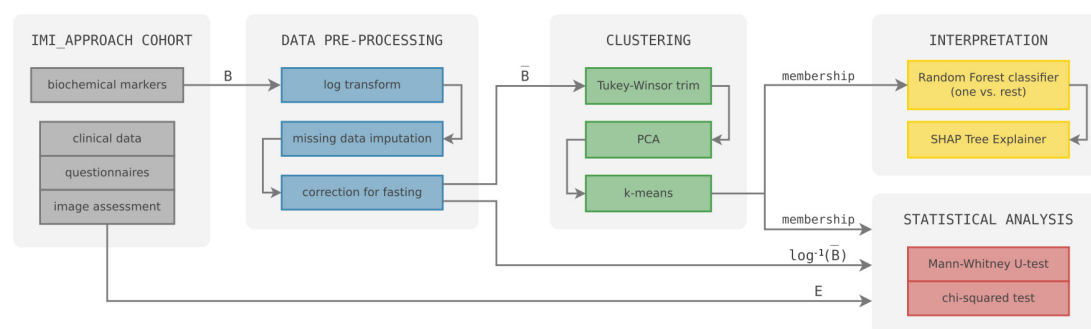 IMI_APPROACH COHORT
biochemical markers
clinical data
questionnaires
image assessment
B
DATA PRE-PROCESSING
log transform
missing data imputation
correction for fasting
B̅
CLUSTERING
Tukey-Winsor trim
PCA
k-means
membership
INTERPRETATION
Random Forest classifier
(one vs. rest)
SHAP Tree Explainer
membership
log⁻¹(B̅)
E
STATISTICAL ANALYSIS
Mann-Whitney U-test
chi-squared test